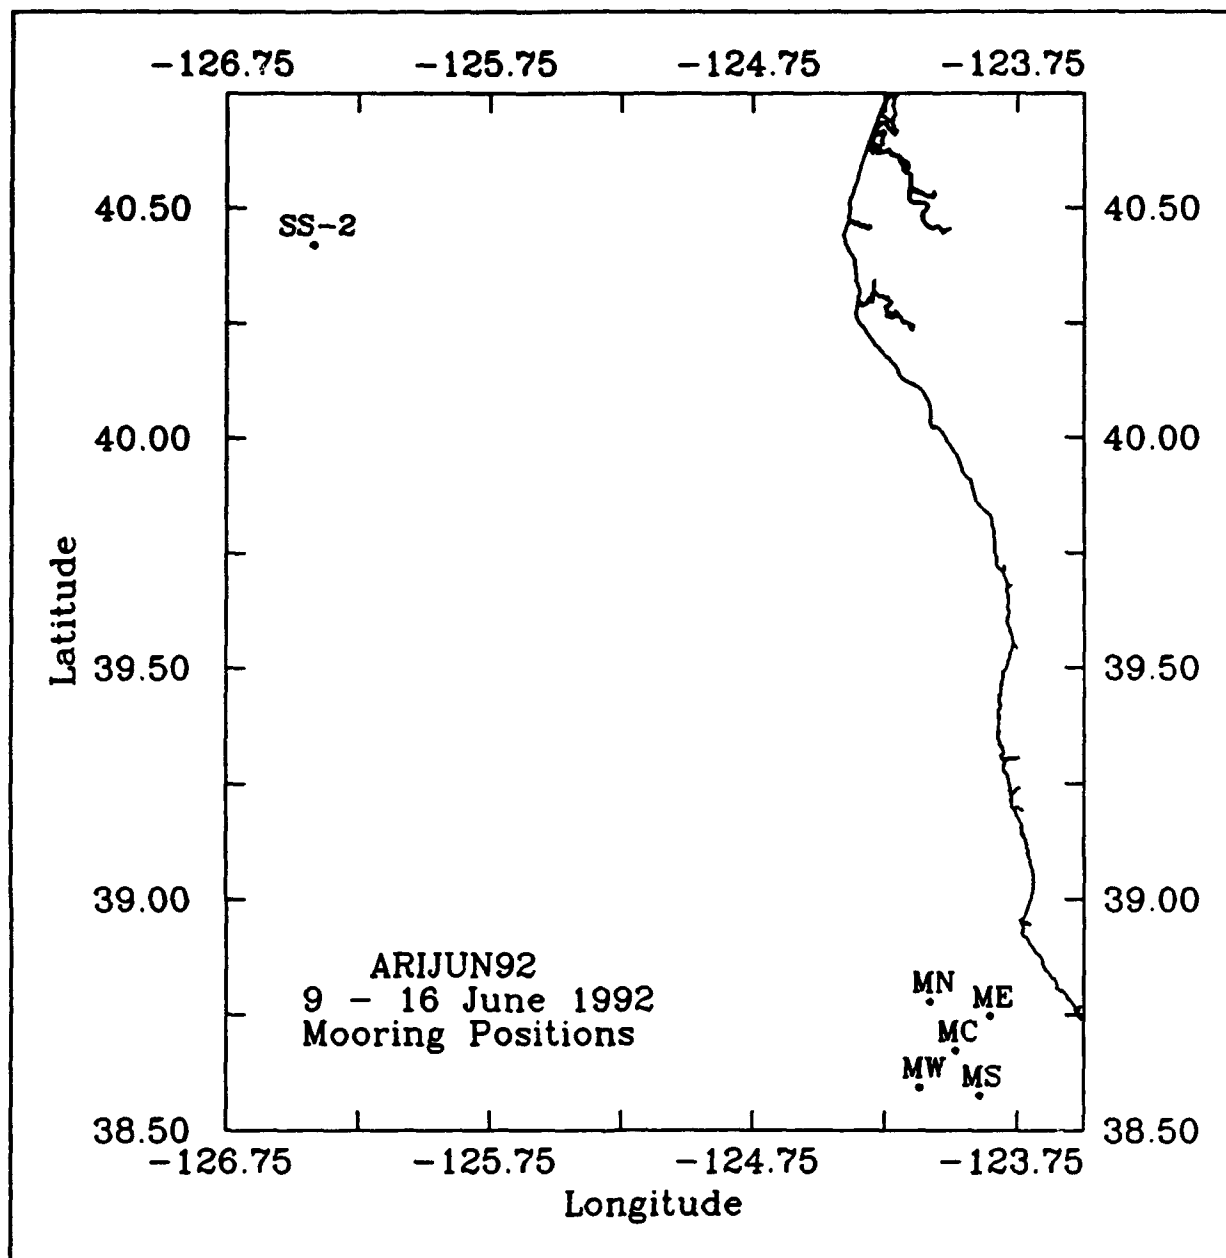 -126.75 -125.75 -124.75 -123.75
40.50 40.50
SS-2
40.00 40.00
Latitude
39.50 39.50
39.00 39.00
ARIJUN92
9 - 16 June 1992
Mooring Positions
MN
ME
MC
MW
MS
38.50 38.50
-126.75 -125.75 -124.75 -123.75
Longitude